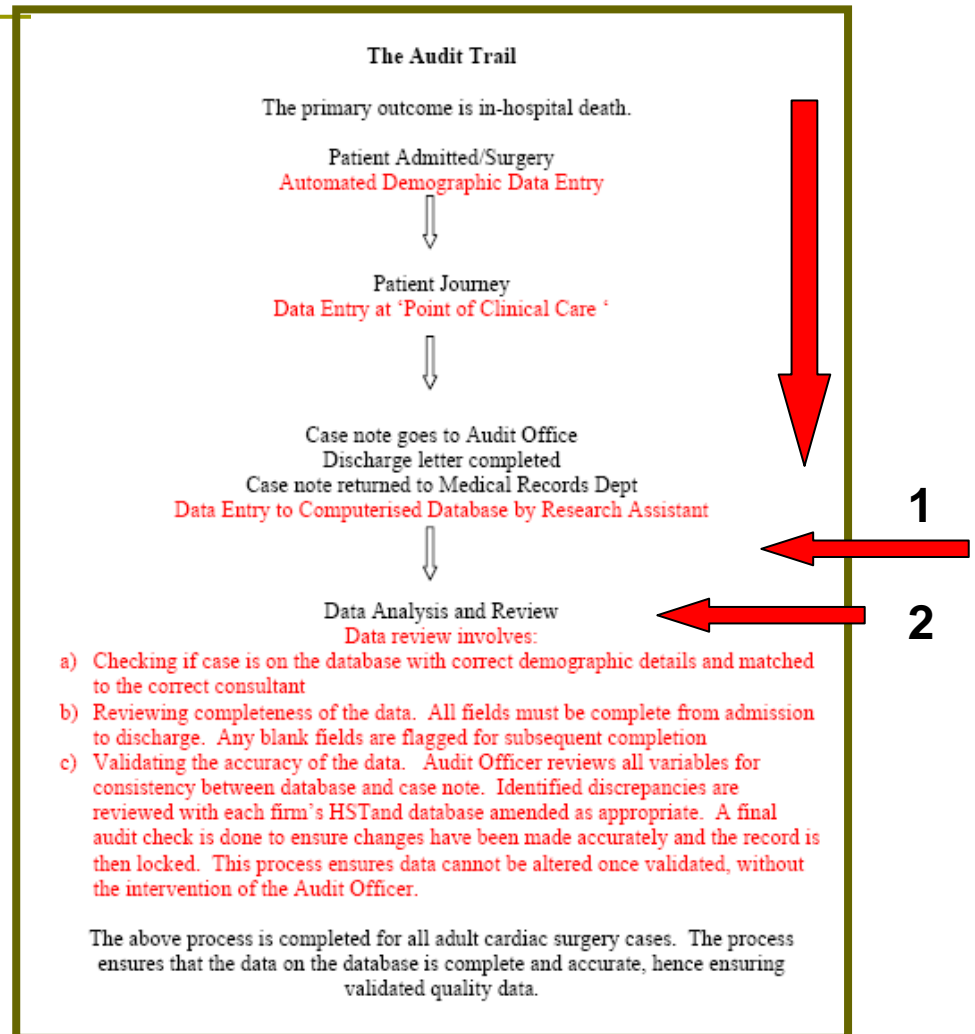 The Audit Trail
The primary outcome is in-hospital death.
Patient Admitted/Surgery
Automated Demographic Data Entry
Patient Journey
Data Entry at ‘Point of Clinical Care ‘
Case note goes to Audit Office
Discharge letter completed
Case note returned to Medical Records Dept
Data Entry to Computerised Database by Research Assistant
1
Data Analysis and Review
2
Data review involves:
a) Checking if case is on the database with correct demographic details and matched
to the correct consultant
b) Reviewing completeness of the data. All fields must be complete from admission
to discharge. Any blank fields are flagged for subsequent completion
c) Validating the accuracy of the data. Audit Officer reviews all variables for
consistency between database and case note. Identified discrepancies are
reviewed with each firm’s HSTand database amended as appropriate. A final
audit check is done to ensure changes have been made accurately and the record is
then locked. This process ensures data cannot be altered once validated, without
the intervention of the Audit Officer.
The above process is completed for all adult cardiac surgery cases. The process
ensures that the data on the database is complete and accurate, hence ensuring
validated quality data.